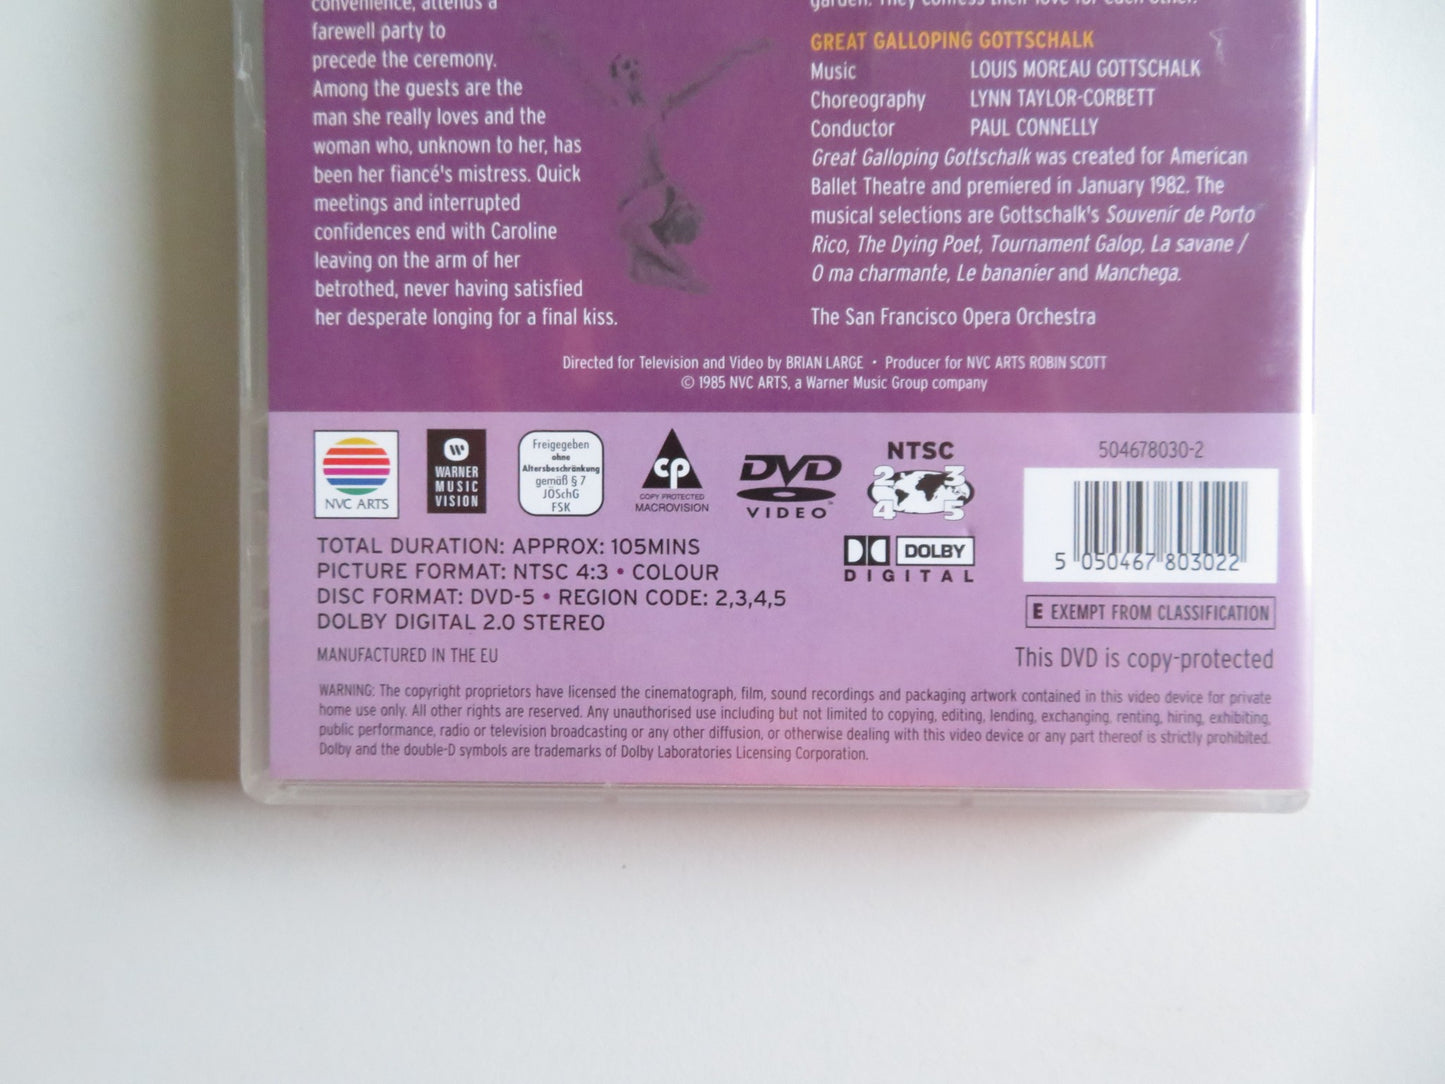 convenience, attends a
farewell party to
precede the ceremony.
Among the guests are the
man she really loves and the
woman who, unknown to her, has
been her fiancé's mistress. Quick
meetings and interrupted
confidences end with Caroline
leaving on the arm of her
betrothed, never having satisfied
her desperate longing for a final kiss.
garden. They confess their love for each other.
GREAT GALLOPING GOTTSCHALK
Music LOUIS MOREAU GOTTSCHALK
Choreography LYNN TAYLOR-CORBETT
Conductor PAUL CONNELLY
Great Galloping Gottschalk was created for American
Ballet Theatre and premiered in January 1982. The
musical selections are Gottschalk's Souvenir de Porto
Rico, The Dying Poet, Tournament Galop, La savane /
O ma charmante, Le bananier and Manchega.
The San Francisco Opera Orchestra
Directed for Television and Video by BRIAN LARGE • Producer for NVC ARTS ROBIN SCOTT
© 1985 NVC ARTS, a Warner Music Group company
NVC ARTS
WARNER
MUSIC
VISION
Freigegeben
ohne
Altersbeschränkung
gemäß § 7
JÖSchG
FSK
CP
COPY PROTECTED
MACROVISION
DVD
VIDEO™
NTSC
2 3
4 5
DOLBY
DIGITAL
504678030-2
5 050467 803022
E EXEMPT FROM CLASSIFICATION
This DVD is copy-protected
TOTAL DURATION: APPROX: 105MINS
PICTURE FORMAT: NTSC 4:3 • COLOUR
DISC FORMAT: DVD-5 • REGION CODE: 2,3,4,5
DOLBY DIGITAL 2.0 STEREO
MANUFACTURED IN THE EU
WARNING: The copyright proprietors have licensed the cinematograph, film, sound recordings and packaging artwork contained in this video device for private
home use only. All other rights are reserved. Any unauthorised use including but not limited to copying, editing, lending, exchanging, renting, hiring, exhibiting,
public performance, radio or television broadcasting or any other diffusion, or otherwise dealing with this video device or any part thereof is strictly prohibited.
Dolby and the double-D symbols are trademarks of Dolby Laboratories Licensing Corporation.